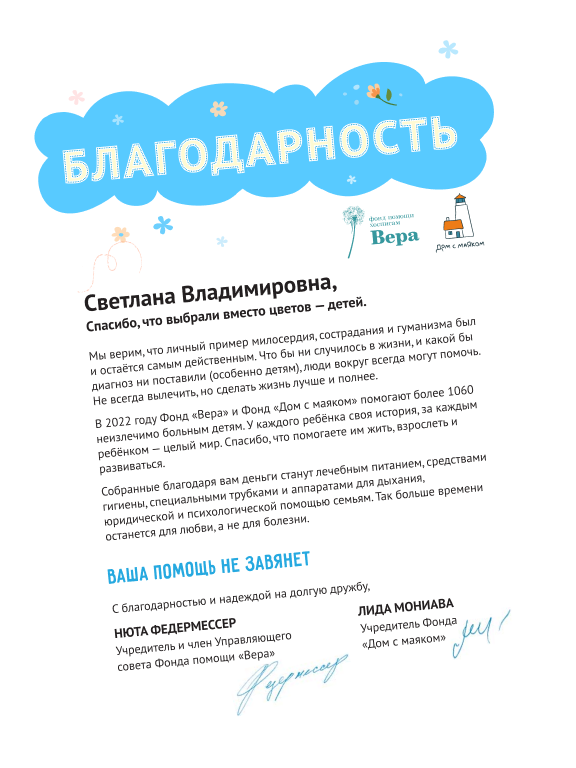 БЛАГОДАРНОСТЬ
фонд помощи
хосписам
Вера
ДОМ С МАЯКОМ
Светлана Владимировна,
Спасибо, что выбрали вместо цветов — детей.
Мы верим, что личный пример милосердия, сострадания и гуманизма был
и остаётся самым действенным. Что бы ни случилось в жизни, и какой бы
диагноз ни поставили (особенно детям), люди вокруг всегда могут помочь.
Не всегда вылечить, но сделать жизнь лучше и полнее.
В 2022 году Фонд «Вера» и Фонд «Дом с маяком» помогают более 1060
неизлечимо больным детям. У каждого ребёнка своя история, за каждым
ребёнком — целый мир. Спасибо, что помогаете им жить, взрослеть и
развиваться.
Собранные благодаря вам деньги станут лечебным питанием, средствами
гигиены, специальными трубками и аппаратами для дыхания,
юридической и психологической помощью семьям. Так больше времени
останется для любви, а не для болезни.
ВАША ПОМОЩЬ НЕ ЗАВЯНЕТ
С благодарностью и надеждой на долгую дружбу,
НЮТА ФЕДЕРМЕССЕР
Учредитель и член Управляющего
совета Фонда помощи «Вера»
Федермессер
ЛИДА МОНИАВА
Учредитель Фонда
«Дом с маяком»